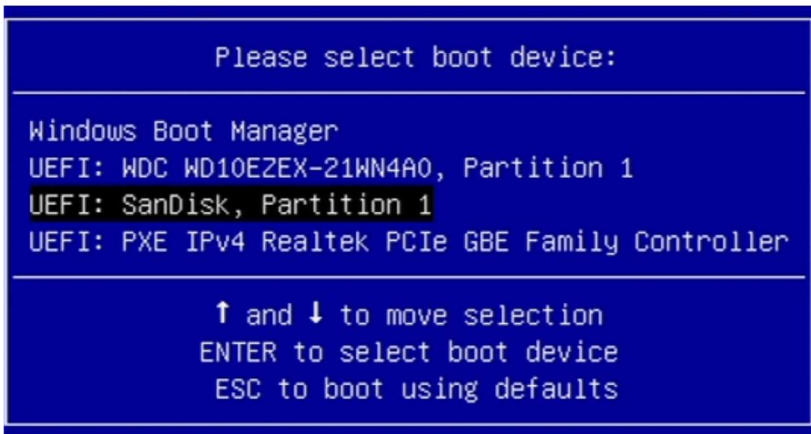 Please select boot device:
Windows Boot Manager
UEFI: WDC WD10EZEX-21WN4A0, Partition 1
UEFI: SanDisk, Partition 1
UEFI: PXE IPv4 Realtek PCIe GBE Family Controller
↑ and ↓ to move selection
ENTER to select boot device
ESC to boot using defaults